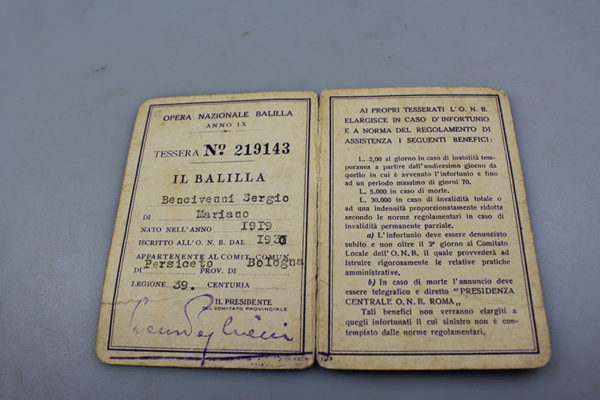 OPERA NAZIONALE BALILLA
ANNO IX
TESSERA No 219143
IL BALILLA
Bencivenni Sergio
DI Mariano
NATO NELL'ANNO 1919
ISCRITTO ALL'O. N. B. DAL 193
APPARTENENTE AL COMIT. COMUN.
DI Persiceto PROV. DI Bologna
LEGIONE 39. CENTURIA
IL PRESIDENTE
DEL COMITATO PROVINCIALE
AI PROPRI TESSERATI L'O. N. B.
ELARGISCE IN CASO D'INFORTUNIO
E A NORMA DEL REGOLAMENTO DI
ASSISTENZA I SEGUENTI BENEFICI:
L. 2,00 al giorno in caso di inabilità tem-
poranea a partire dall'undicesimo giorno da
quello in cui è avvenuto l'infortunio e fino
ad un periodo massimo di giorni 70.
L. 5.000 in caso di morte.
L. 30,000 in caso di invalidità totale o
ad una indennità proporzionatamente ridotta
secondo le norme regolamentari in caso di
invalidità permanente parziale.
a) L'infortunio deve essere denunciato
subito e non oltre il 3º giorno al Comitato
Locale dell'O. N. B., il quale provvederà ad
istruire rigorosamente le relative pratiche
amministrative.
b) In caso di morte l'annuncio deve
essere telegrafico e diretto "PRESIDENZA
CENTRALE O. N. B. ROMA„
Tali benefici non verranno elargiti a
quegli infortunati il cui sinistro non è con-
templato dalle norme regolamentari.